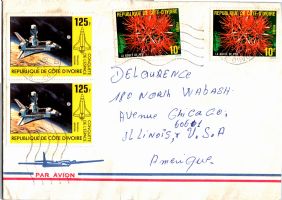 125F
REPUBLIQUE DE CÔTE D'IVOIRE
125F
REPUBLIQUE DE CÔTE D'IVOIRE
REPUBLIQUE DE CÔTE D'IVOIRE
10F
REPUBLIQUE DE CÔTE D'IVOIRE
10F
DELOURENCE
180 NORTH WABASH
Avenue CHICAGO,
60601
ILLINOIS, U.S.A
Amerique
PAR AVION